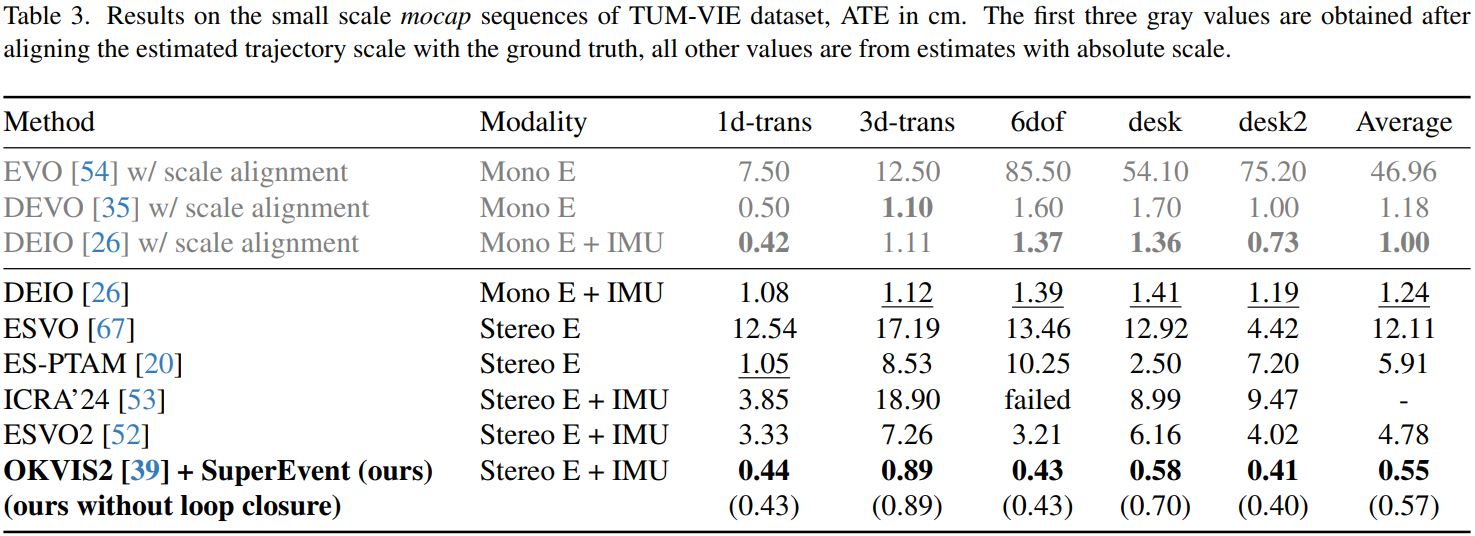 Table 3. Results on the small scale mocap sequences of TUM-VIE dataset, ATE in cm. The first three gray values are obtained after
aligning the estimated trajectory scale with the ground truth, all other values are from estimates with absolute scale.
Method Modality 1d-trans 3d-trans 6dof desk desk2 Average
EVO [54] w/ scale alignment Mono E 7.50 12.50 85.50 54.10 75.20 46.96
DEVO [35] w/ scale alignment Mono E 0.50 1.10 1.60 1.70 1.00 1.18
DEIO [26] w/ scale alignment Mono E + IMU 0.42 1.11 1.37 1.36 0.73 1.00
DEIO [26] Mono E + IMU 1.08 1.12 1.39 1.41 1.19 1.24
ESVO [67] Stereo E 12.54 17.19 13.46 12.92 4.42 12.11
ES-PTAM [20] Stereo E 1.05 8.53 10.25 2.50 7.20 5.91
ICRA'24 [53] Stereo E + IMU 3.85 18.90 failed 8.99 9.47 -
ESVO2 [52] Stereo E + IMU 3.33 7.26 3.21 6.16 4.02 4.78
OKVIS2 [39] + SuperEvent (ours) Stereo E + IMU 0.44 0.89 0.43 0.58 0.41 0.55
(ours without loop closure) (0.43) (0.89) (0.43) (0.70) (0.40) (0.57)